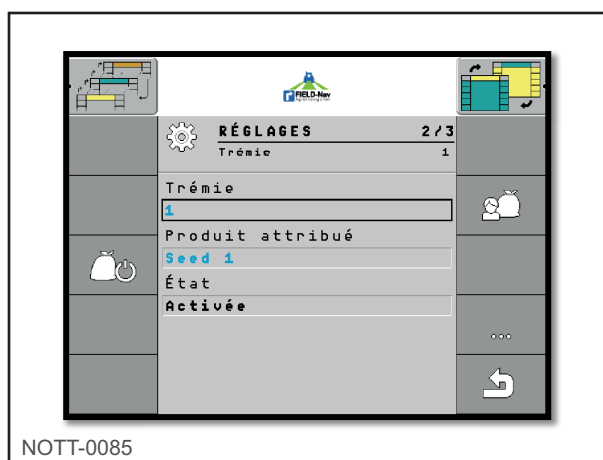 FIELD-Nav
RÉGLAGES 2/3
Trémie 1
Trémie
1
Produit attribué
Seed 1
État
Activée
...
NOTT-0085